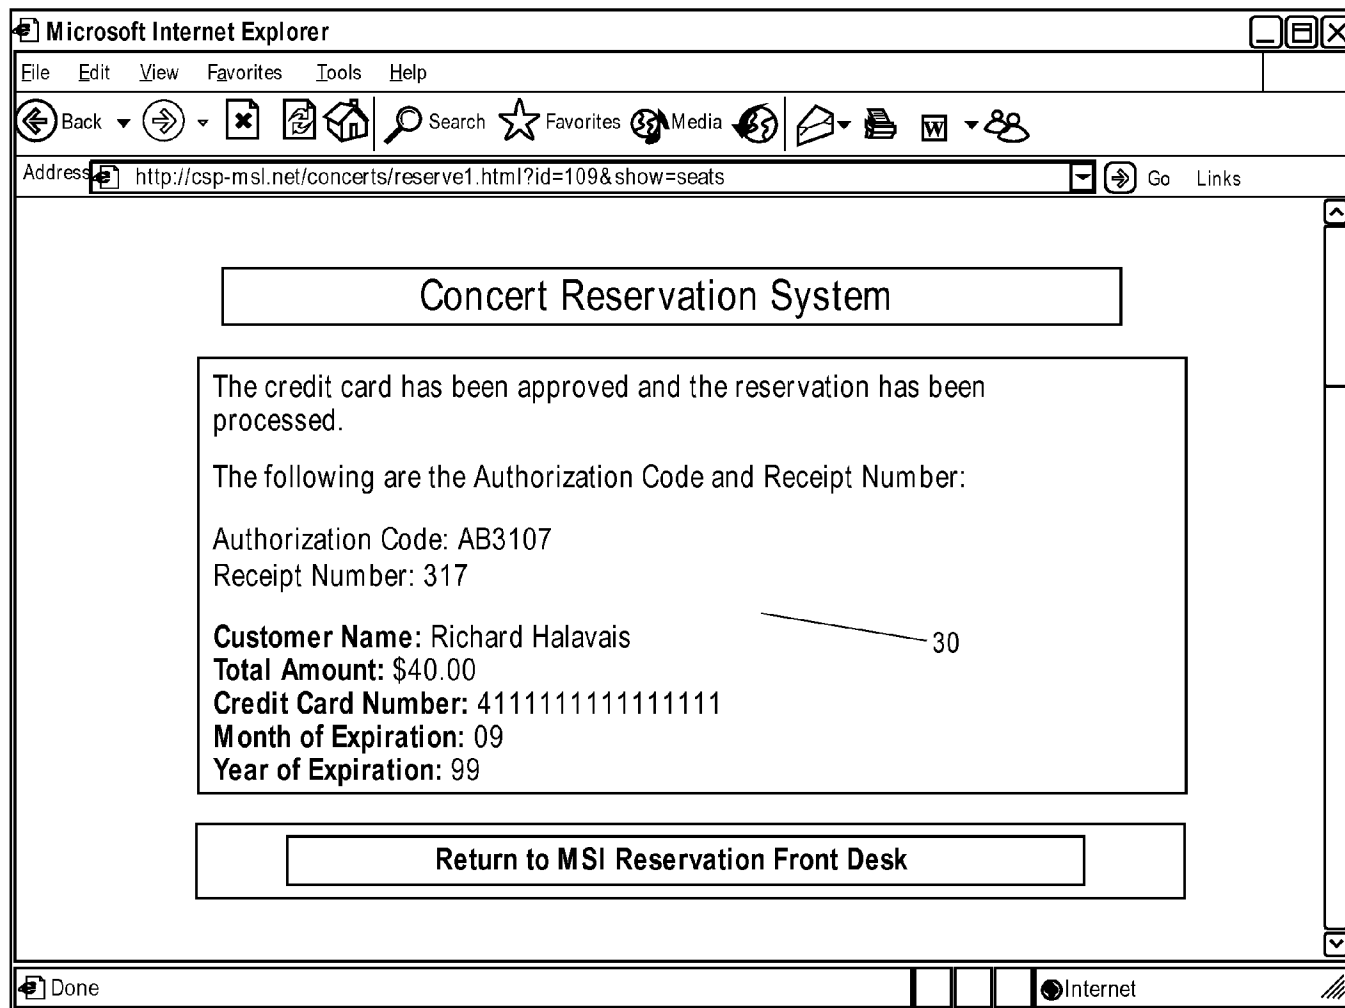 Microsoft Internet Explorer
File Edit View Favorites Tools Help
Back Search Favorites Media W
Address http://csp-msl.net/concerts/reserve1.html?id=109&show=seats Go Links
Concert Reservation System
The credit card has been approved and the reservation has been
processed.
The following are the Authorization Code and Receipt Number:
Authorization Code: AB3107
Receipt Number: 317
Customer Name: Richard Halavais
30
Total Amount: $40.00
Credit Card Number: 4111111111111111
Month of Expiration: 09
Year of Expiration: 99
Return to MSI Reservation Front Desk
Done Internet